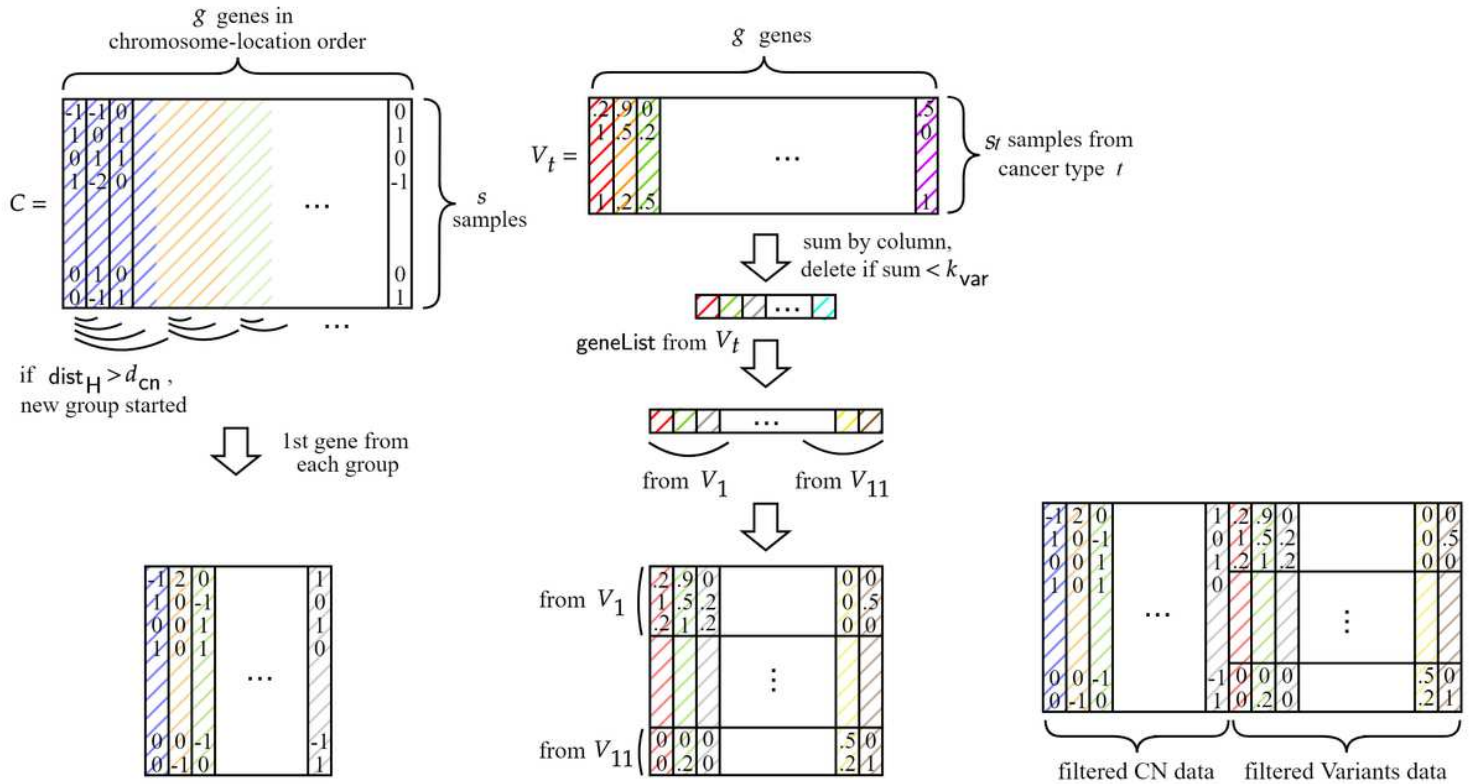 g genes in
chromosome-location order
C =
-1 -1 0 0
1 0 1 1
0 1 1 0
1 -2 0 -1
...
0 1 0 0
0 -1 1 1
s
samples
...
if dist_H > d_cn ,
new group started
1st gene from
each group
-1 2 0 1
1 0 -1 0
0 0 1 1
1 0 1 0
...
0 0 -1 -1
0 -1 0 1
g genes
V_t =
.2 .9 0 .5
1 .5 .2 0
...
1 .2 .5 1
s_t samples from
cancer type t
sum by column,
delete if sum < k_var
...
geneList from V_t
...
from V_1 from V_11
from V_1
.2 .9 0 0 0
1 .5 .2 0 .5
.2 1 .2 0 0
⋮
from V_11
0 0 0 .5 0
0 .2 0 .2 1
-1 2 0 1 .2 .9 0 0 0
1 0 -1 0 1 .5 .2 0 .5
0 0 1 1 .2 1 .2 0 0
1 0 1 0
... ⋮
0 0 -1 -1 0 0 0 .5 0
0 -1 0 1 0 .2 0 .2 1
filtered CN data filtered Variants data